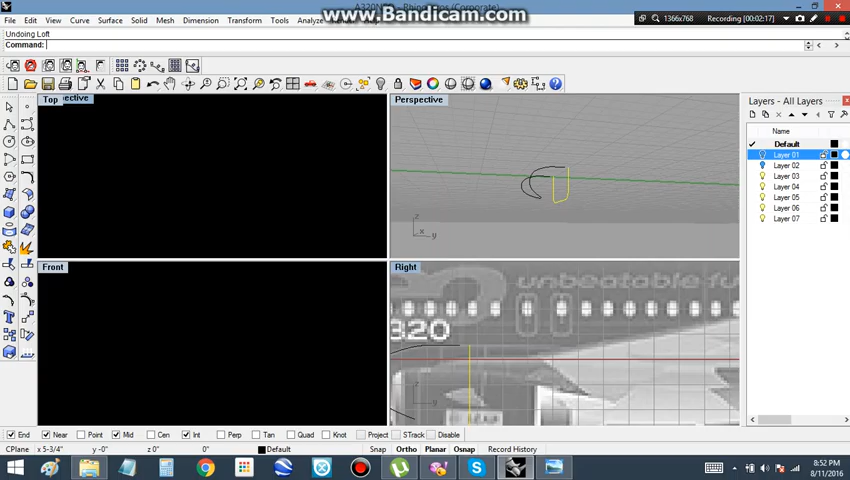 A320N
Rhino
(Corporate)
www.Bandicam.com
1366x768
Recording [00:02:17]
File Edit View Curve Surface Solid Mesh Dimension Transform Tools Analyze
Undoing Loft
Command:
Top
Perspective
Layers - All Layers
Name
Default
Layer 01
Layer 02
Layer 03
Layer 04
Layer 05
Layer 06
Layer 07
z
x y
Front
Right
unbeatable fu
320
z
y
End Near Point Mid Cen Int Perp Tan Quad Knot Project STrack Disable
CPlane x 5-3/4" y -0" z 0" 0" Default Snap Ortho Planar Osnap Record History
8:52 PM
8/11/2016